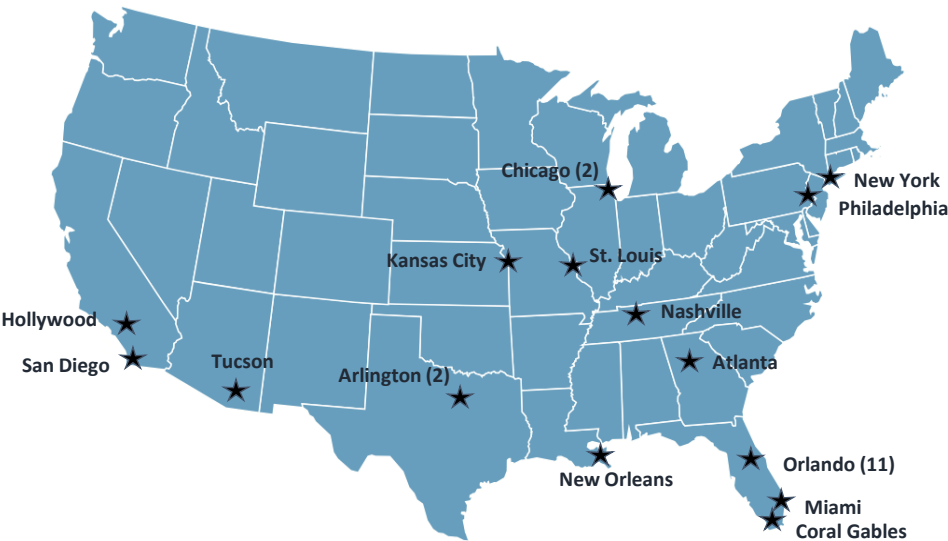 Chicago (2)
New York
Philadelphia
Kansas City
St. Louis
Hollywood
Nashville
San Diego
Tucson
Arlington (2)
Atlanta
New Orleans
Orlando (11)
Miami
Coral Gables